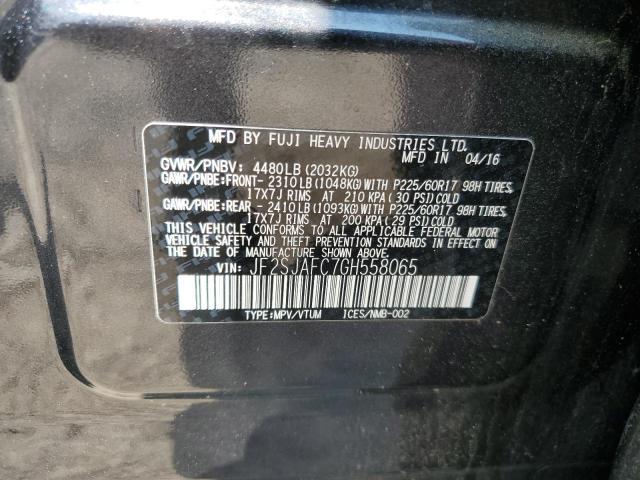 MFD BY FUJI HEAVY INDUSTRIES LTD.
MFD IN 04/16
GVWR/PNBV: 4480LB (2032KG)
GAWR/PNBE:FRONT- 2310LB(1048KG)WITH P225/60R17 98H TIRES,
17X7J RIMS AT 210 KPA (30 PSI)COLD
GAWR/PNBE:REAR -2410LB(1093KG)WITH P225/60R17 98H TIRES,
17X7J RIMS AT 200 KPA (29 PSI)COLD
THIS VEHICLE CONFORMS TO ALL APPLICABLE FEDERAL MOTOR
VEHICLE SAFETY AND THEFT PREVENTION STANDARDS IN EFFECT ON THE
DATE OF MANUFACTURE SHOWN ABOVE.
VIN: JF2SJAFC7GH558065
TYPE:MPV/VTUM ICES/NMB-002